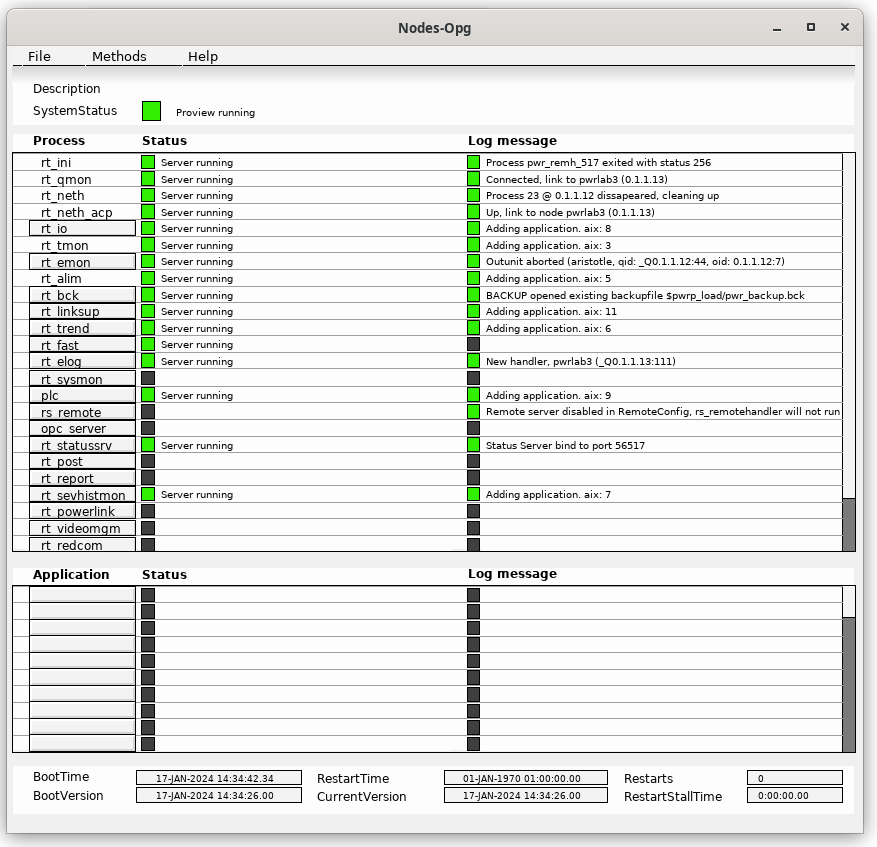 Nodes-Opg
File Methods Help
Description
SystemStatus Proview running
Process Status Log message
rt_ini Server running Process pwr_remh_517 exited with status 256
rt_qmon Server running Connected, link to pwrlab3 (0.1.1.13)
rt_neth Server running Process 23 @ 0.1.1.12 dissapeared, cleaning up
rt_neth_acp Server running Up, link to node pwrlab3 (0.1.1.13)
rt_io Server running Adding application. aix: 8
rt_tmon Server running Adding application. aix: 3
rt_emon Server running Outunit aborted (aristotle, qid: _Q0.1.1.12:44, oid: 0.1.1.12:7)
rt_alim Server running Adding application. aix: 5
rt_bck Server running BACKUP opened existing backupfile $pwrp_load/pwr_backup.bck
rt_linksup Server running Adding application. aix: 11
rt_trend Server running Adding application. aix: 6
rt_fast Server running
rt_elog Server running New handler, pwrlab3 (_Q0.1.1.13:111)
rt_sysmon
plc Server running Adding application. aix: 9
rs_remote Remote server disabled in RemoteConfig, rs_remotehandler will not run
opc_server
rt_statussrv Server running Status Server bind to port 56517
rt_post
rt_report
rt_sevhistmon Server running Adding application. aix: 7
rt_powerlink
rt_videomgm
rt_redcom
Application Status Log message
BootTime 17-JAN-2024 14:34:42.34 RestartTime 01-JAN-1970 01:00:00.00 Restarts 0
BootVersion 17-JAN-2024 14:34:26.00 CurrentVersion 17-JAN-2024 14:34:26.00 RestartStallTime 0:00:00.00